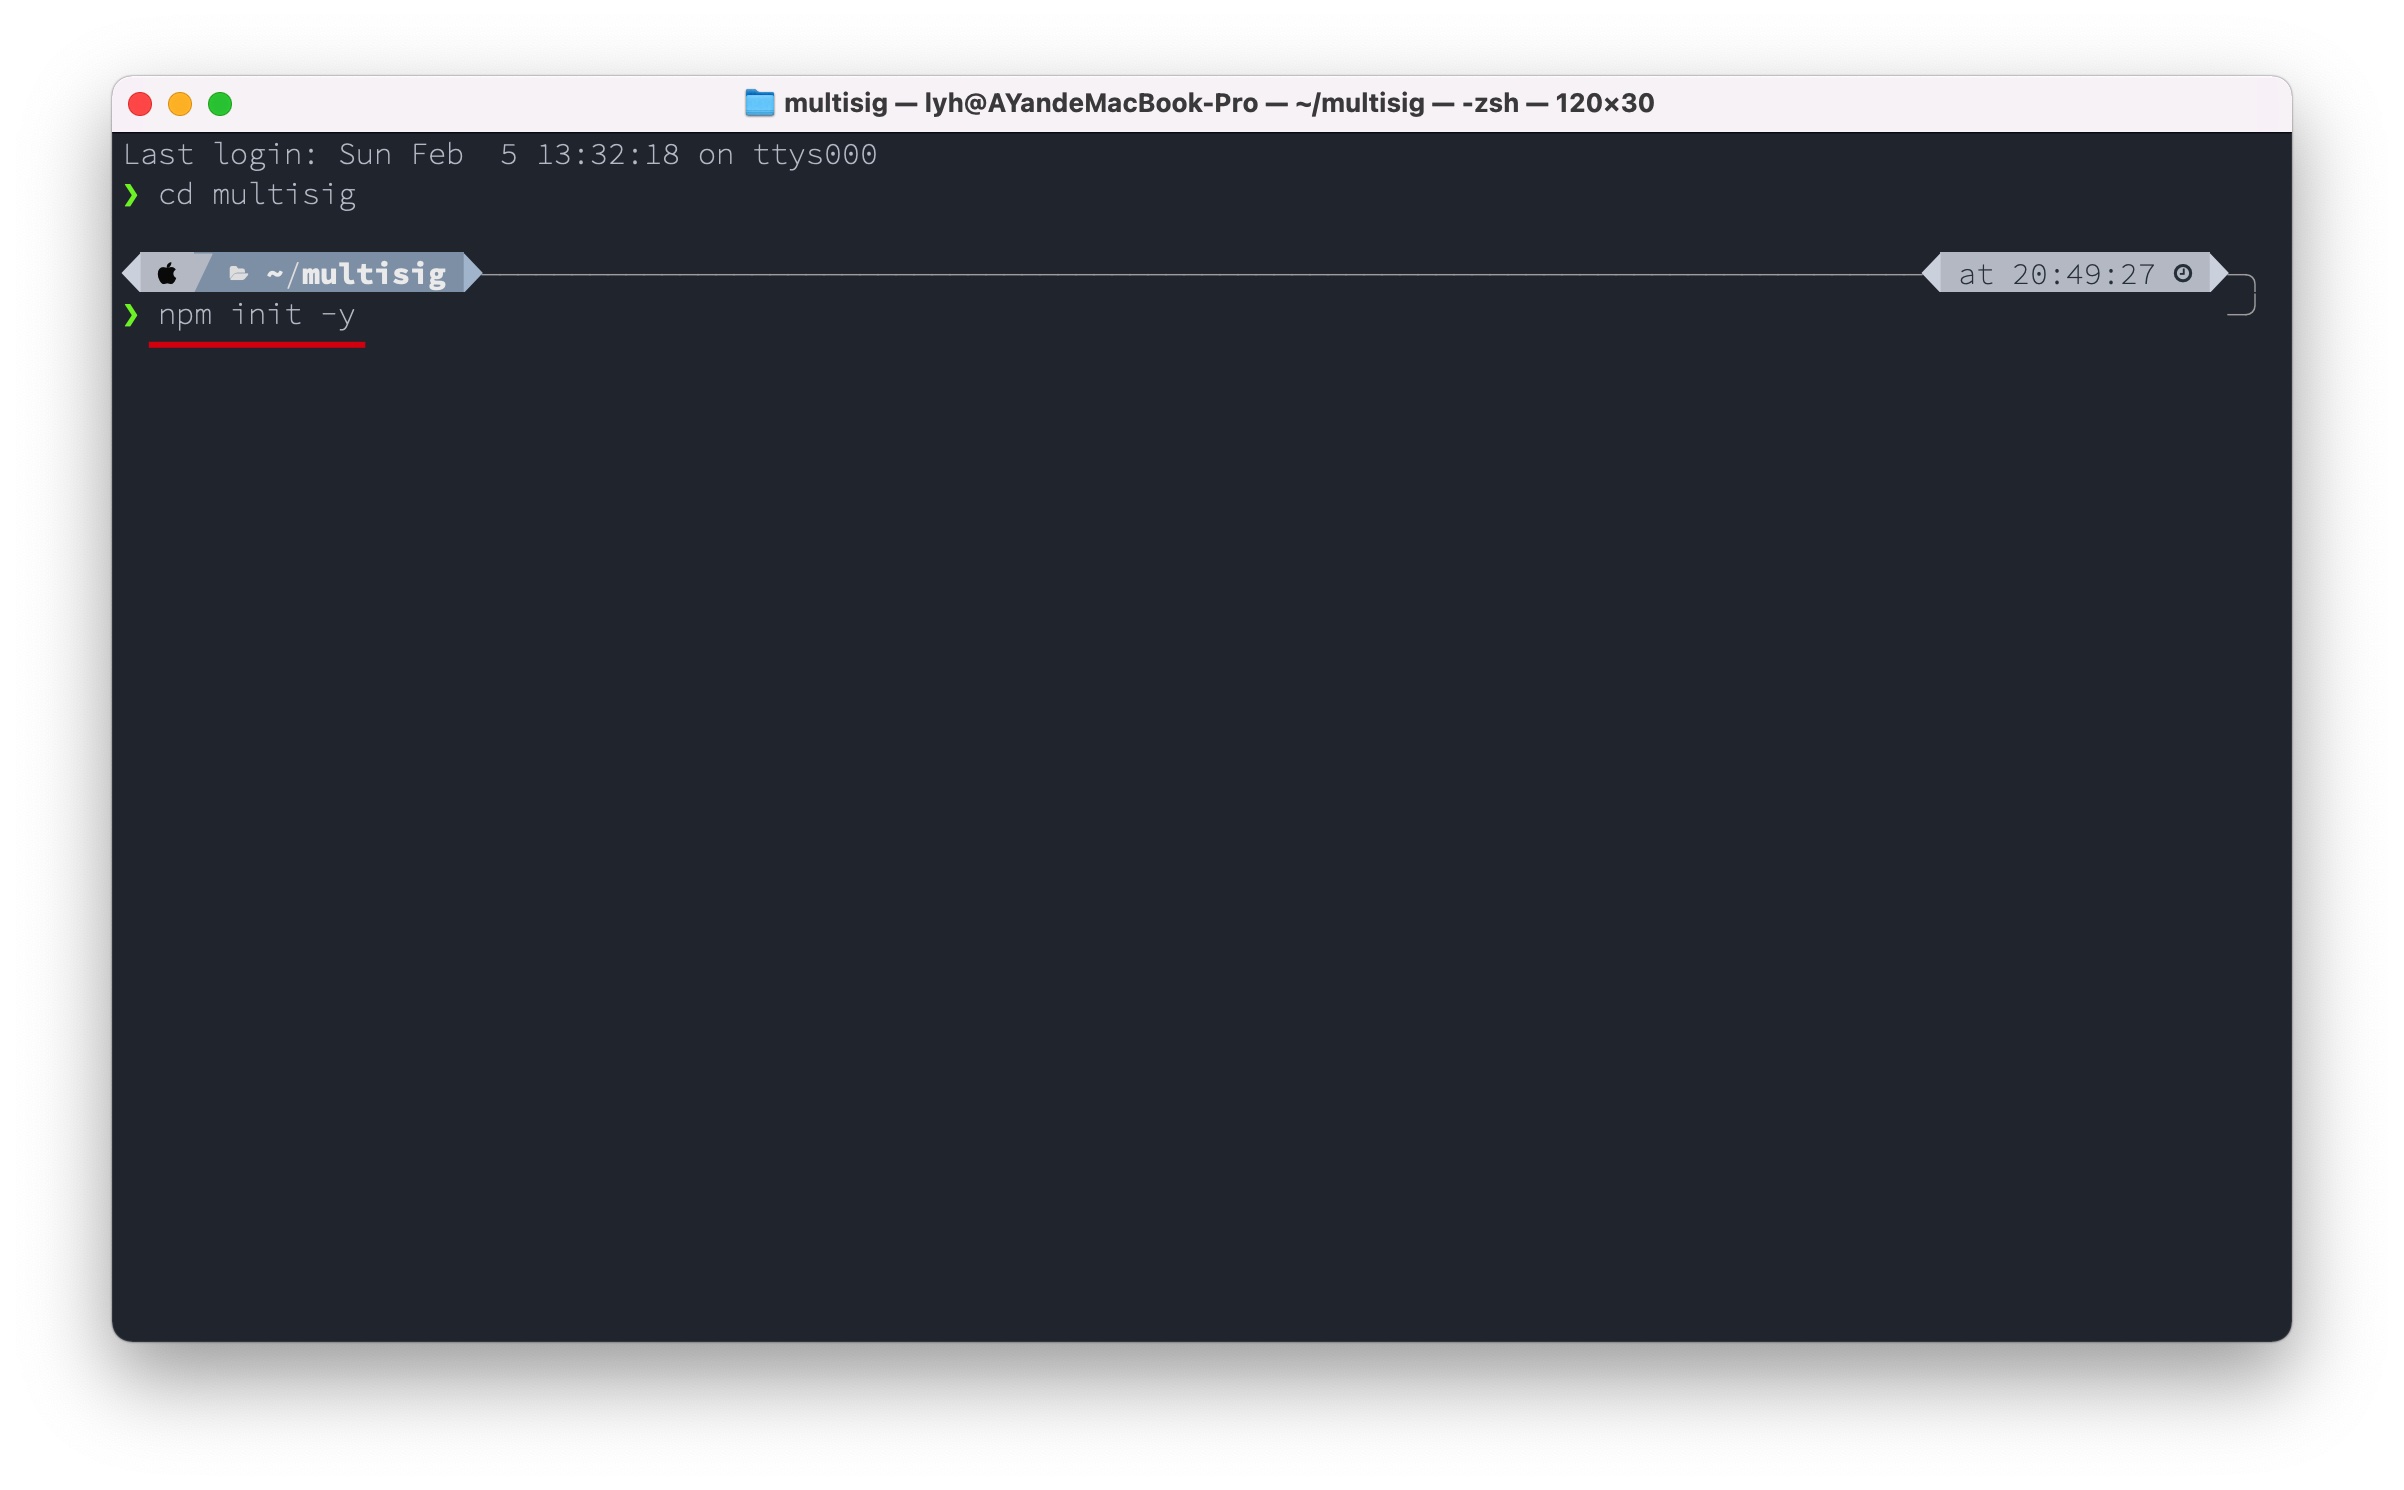 multisig — lyh@AYandeMacBook-Pro — ~/multisig — -zsh — 120×30
Last login: Sun Feb  5 13:32:18 on ttys000
❯ cd multisig
~/multisig at 20:49:27
❯ npm init -y